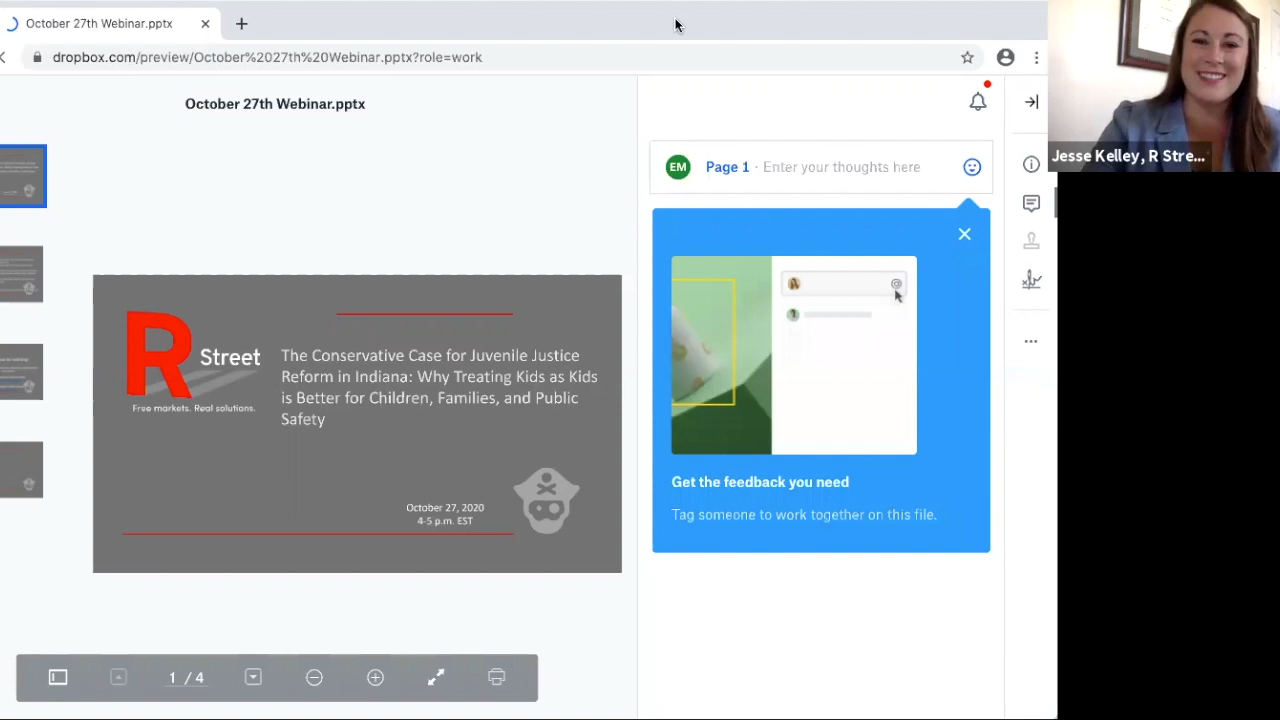 October 27th Webinar.pptx
dropbox.com/preview/October%2027th%20Webinar.pptx?role=work
October 27th Webinar.pptx
EM
Page 1 · Enter your thoughts here
Jesse Kelley, R Stre...
R
Street
Free markets. Real solutions.
The Conservative Case for Juvenile Justice
Reform in Indiana: Why Treating Kids as Kids
is Better for Children, Families, and Public
Safety
October 27, 2020
4-5 p.m. EST
Get the feedback you need
Tag someone to work together on this file.
1 / 4